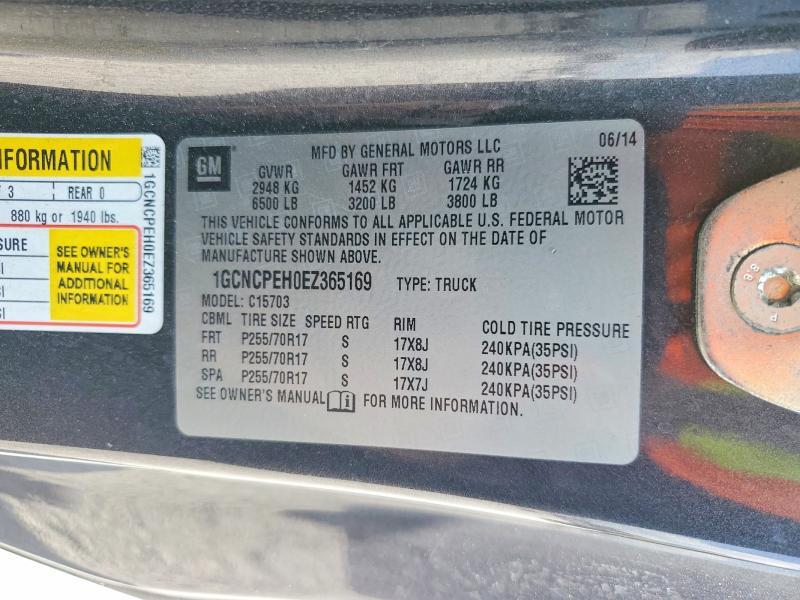 INFORMATION
3 REAR 0
880 kg or 1940 lbs.
SEE OWNER'S
MANUAL FOR
ADDITIONAL
INFORMATION
1GCNCPEH0EZ365169
GM
MFD BY GENERAL MOTORS LLC 06/14
GVWR GAWR FRT GAWR RR
2948 KG 1452 KG 1724 KG
6500 LB 3200 LB 3800 LB
THIS VEHICLE CONFORMS TO ALL APPLICABLE U.S. FEDERAL MOTOR
VEHICLE SAFETY STANDARDS IN EFFECT ON THE DATE OF
MANUFACTURE SHOWN ABOVE.
1GCNCPEH0EZ365169 TYPE: TRUCK
MODEL: C15703
CBML TIRE SIZE SPEED RTG RIM COLD TIRE PRESSURE
FRT P255/70R17 S 17X8J 240KPA(35PSI)
RR P255/70R17 S 17X8J 240KPA(35PSI)
SPA P255/70R17 S 17X7J 240KPA(35PSI)
SEE OWNER'S MANUAL i FOR MORE INFORMATION.